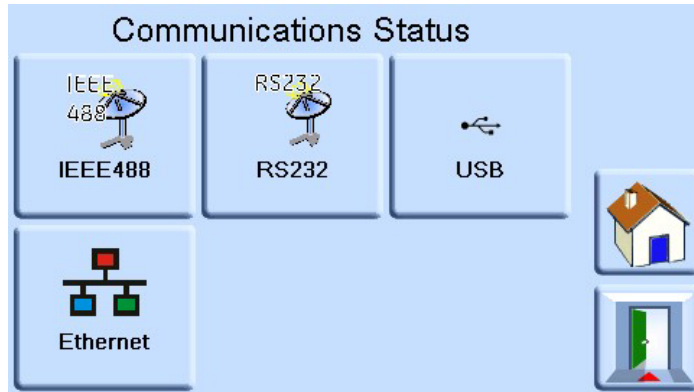 Communications Status
IEEE
488
IEEE488
RS232
RS232
USB
Ethernet